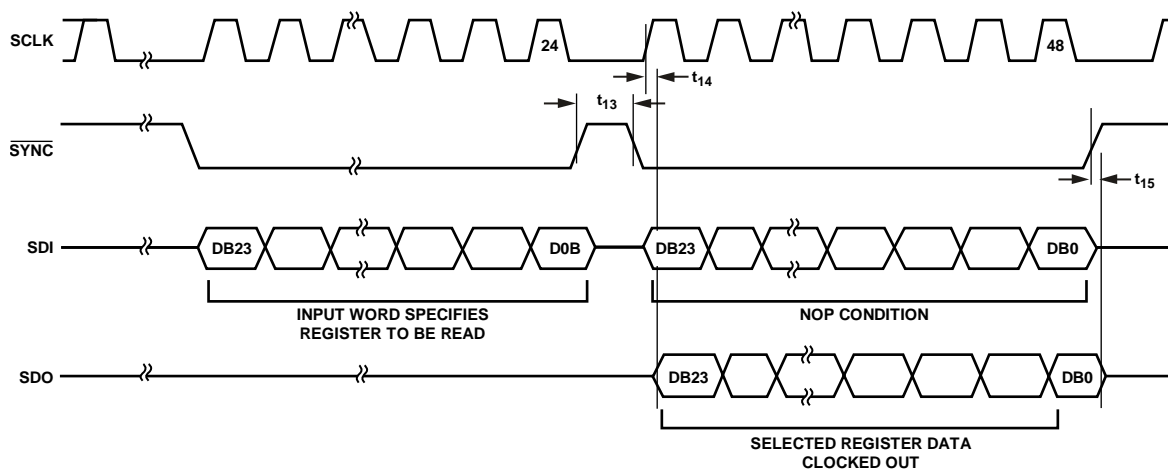 SCLK
24
48
t14
t13
SYNC
t15
SDI
DB23
D0B
DB23
DB0
INPUT WORD SPECIFIES
REGISTER TO BE READ
NOP CONDITION
SDO
DB23
DB0
SELECTED REGISTER DATA
CLOCKED OUT